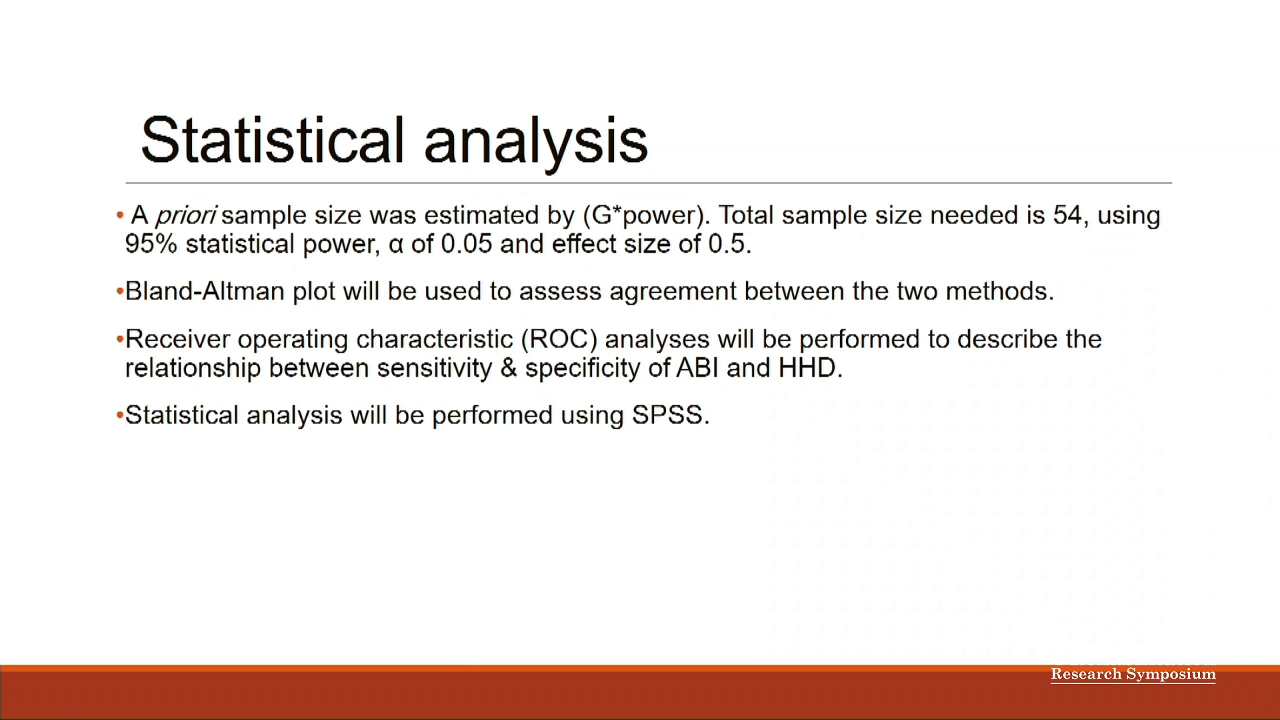 Statistical analysis
• A priori sample size was estimated by (G*power). Total sample size needed is 54, using
95% statistical power, α of 0.05 and effect size of 0.5.
•Bland-Altman plot will be used to assess agreement between the two methods.
•Receiver operating characteristic (ROC) analyses will be performed to describe the
relationship between sensitivity & specificity of ABI and HHD.
•Statistical analysis will be performed using SPSS.
Research Symposium